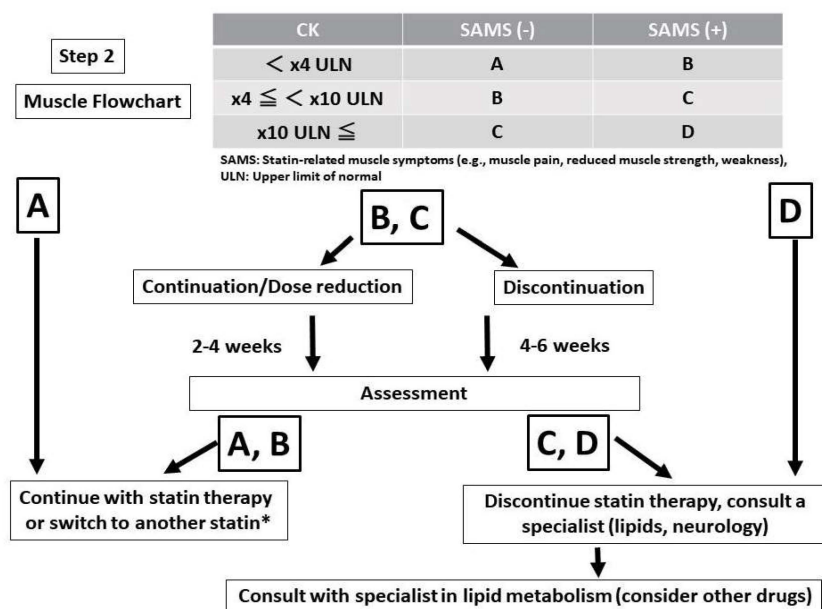 Step 2
Muscle Flowchart
CK SAMS (-) SAMS (+)
＜ x4 ULN A B
x4 ≦ ＜ x10 ULN B C
x10 ULN ≦ C D
SAMS: Statin-related muscle symptoms (e.g., muscle pain, reduced muscle strength, weakness),
ULN: Upper limit of normal
A
B, C
D
Continuation/Dose reduction
Discontinuation
2-4 weeks
4-6 weeks
Assessment
A, B
C, D
Continue with statin therapy
or switch to another statin*
Discontinue statin therapy, consult a
specialist (lipids, neurology)
Consult with specialist in lipid metabolism (consider other drugs)